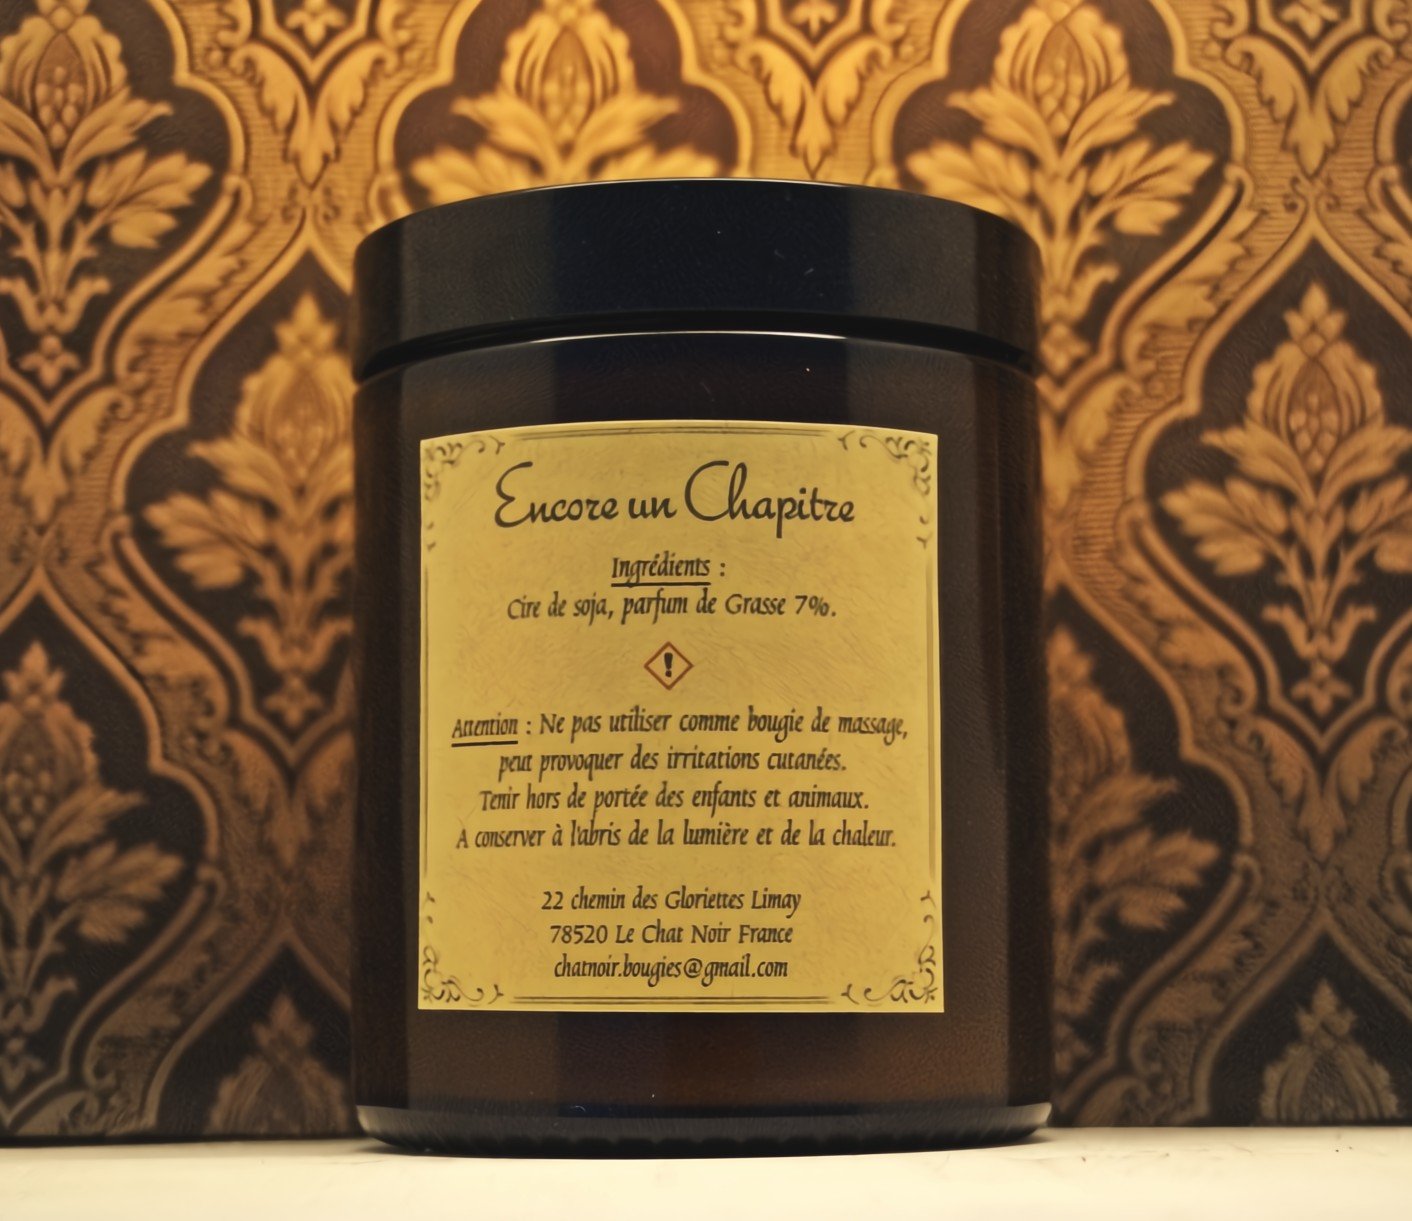 Encore un Chapitre
Ingrédients :
Cire de soja, parfum de Grasse 7%.
!
Attention : Ne pas utiliser comme bougie de massage,
peut provoquer des irritations cutanées.
Tenir hors de portée des enfants et animaux.
A conserver à l'abris de la lumière et de la chaleur.
22 chemin des Gloriettes Limay
78520 Le Chat Noir France
chatnoir.bougies@gmail.com